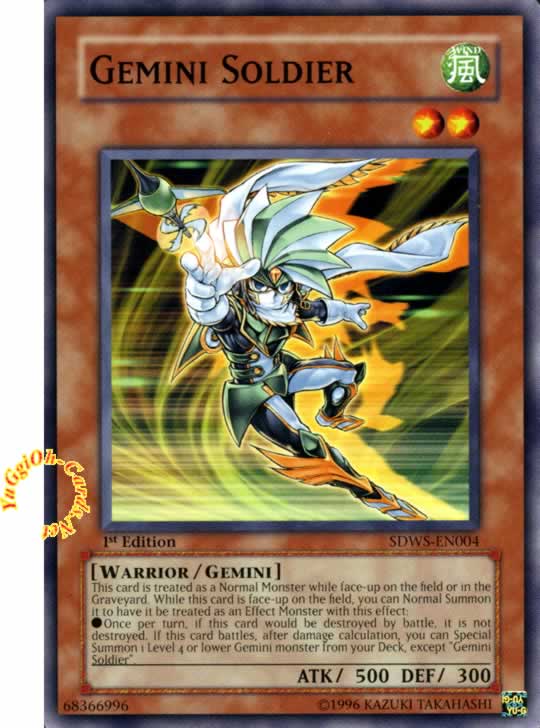 GEMINI SOLDIER
WIND
風
YuGgiOh-Cards.Net
1st Edition
SDWS-EN004
[WARRIOR / GEMINI]
This card is treated as a Normal Monster while face-up on the field or in the
Graveyard. While this card is face-up on the field, you can Normal Summon
it to have it be treated as an Effect Monster with this effect:
●Once per turn, if this card would be destroyed by battle, it is not
destroyed. If this card battles, after damage calculation, you can Special
Summon 1 Level 4 or lower Gemini monster from your Deck, except "Gemini
Soldier".
ATK / 500 DEF / 300
68366996
©1996 KAZUKI TAKAHASHI